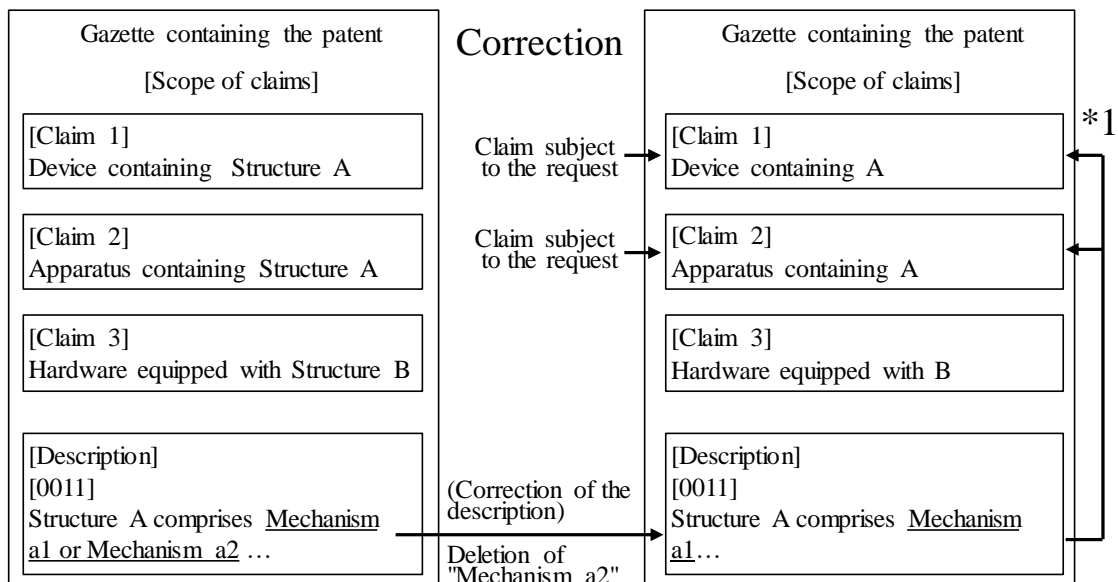 Gazette containing the patent
[Scope of claims]
[Claim 1]
Device containing Structure A
[Claim 2]
Apparatus containing Structure A
[Claim 3]
Hardware equipped with Structure B
[Description]
[0011]
Structure A comprises Mechanism
a1 or Mechanism a2 …
Correction
Claim subject
to the request
Claim subject
to the request
(Correction of the
description)
Deletion of
"Mechanism a2"
Gazette containing the patent
[Scope of claims]
*1
[Claim 1]
Device containing A
[Claim 2]
Apparatus containing A
[Claim 3]
Hardware equipped with B
[Description]
[0011]
Structure A comprises Mechanism
a1…